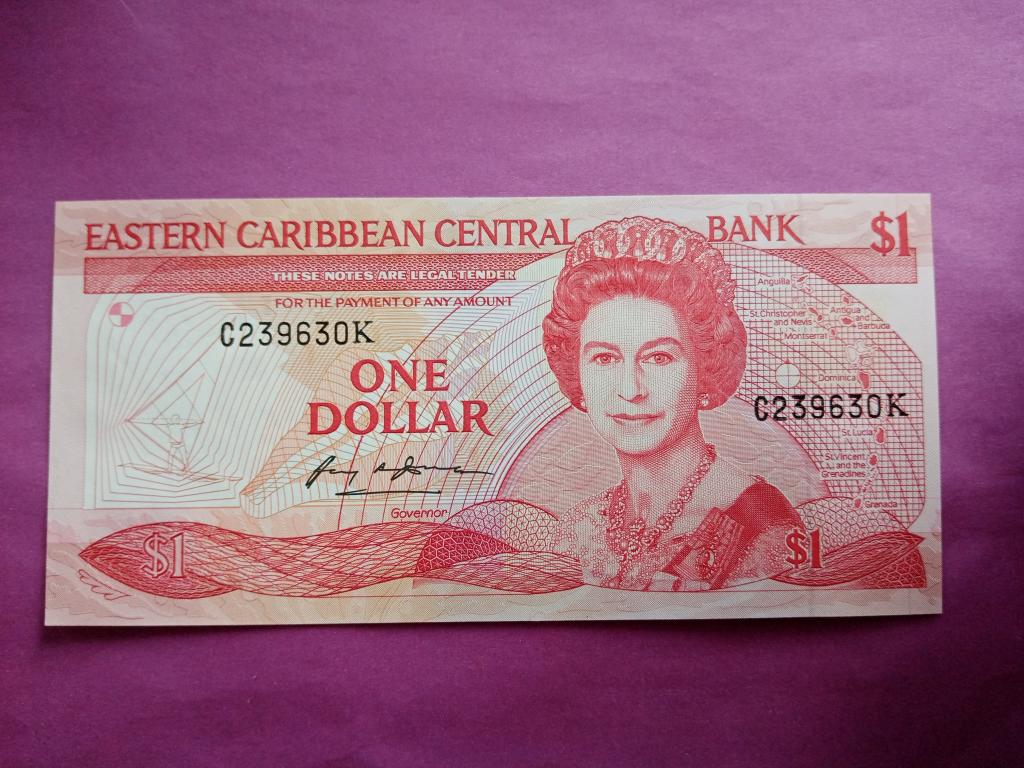 EASTERN CARIBBEAN CENTRAL BANK $1
THESE NOTES ARE LEGAL TENDER
FOR THE PAYMENT OF ANY AMOUNT
C239630K
ONE
DOLLAR
Governor
$1
Anguilla
St.Christopher
and Nevis
Antigua
and
Barbuda
Montserrat
Dominica
C239630K
St Lucia
St.Vincent
and the
Grenadines
Grenada
$1